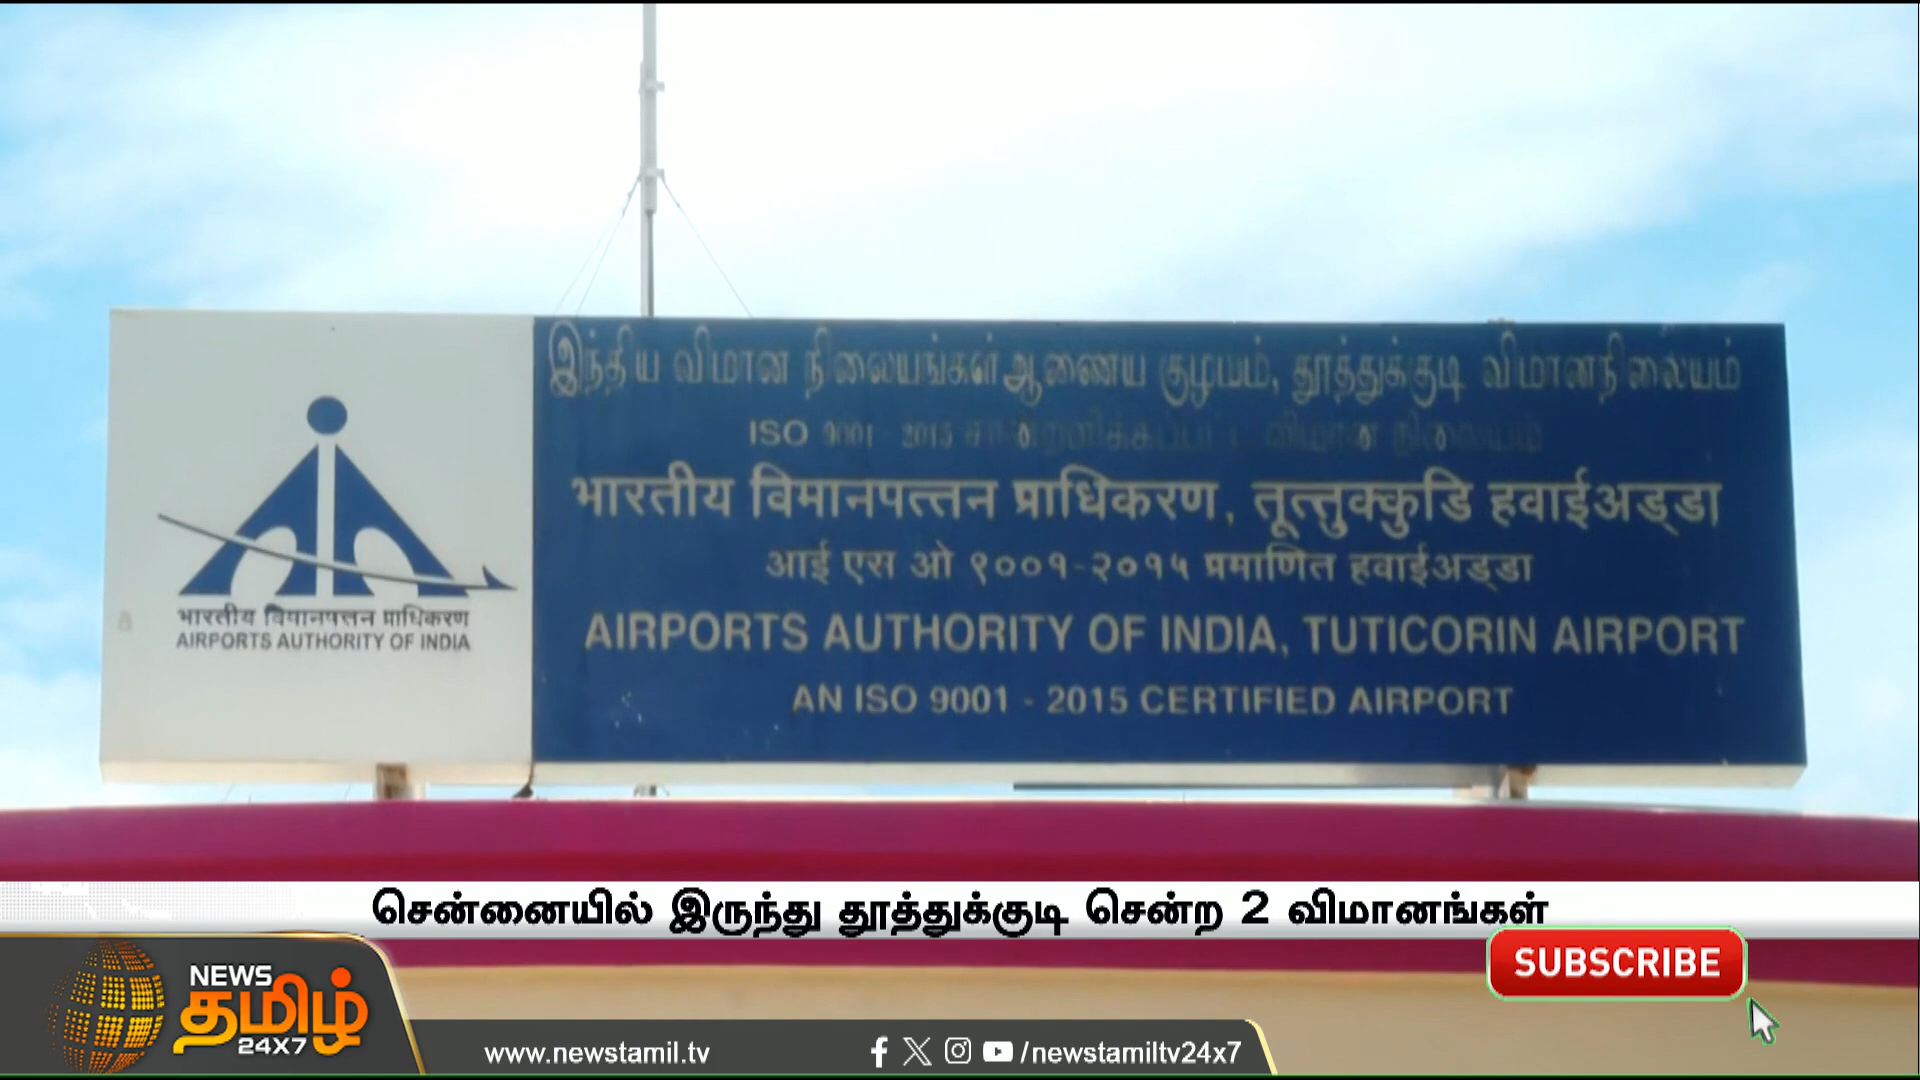 இந்திய விமான நிலையங்கள் ஆணைய குழுமம், தூத்துக்குடி விமானநிலையம்
ISO 9001 - 2015 விமான நிலையம்
भारतीय विमानपत्तन प्राधिकरण, तूत्तुक्कुडि हवाईअड्डा
आई एस ओ ९००१-२०१५ प्रमाणित हवाईअड्डा
AIRPORTS AUTHORITY OF INDIA, TUTICORIN AIRPORT
AN ISO 9001 - 2015 CERTIFIED AIRPORT
भारतीय विमानपत्तन प्राधिकरण
AIRPORTS AUTHORITY OF INDIA
சென்னையில் இருந்து தூத்துக்குடி சென்ற 2 விமானங்கள்
SUBSCRIBE
NEWS
தமிழ்
24X7
www.newstamil.tv
/newstamiltv24x7